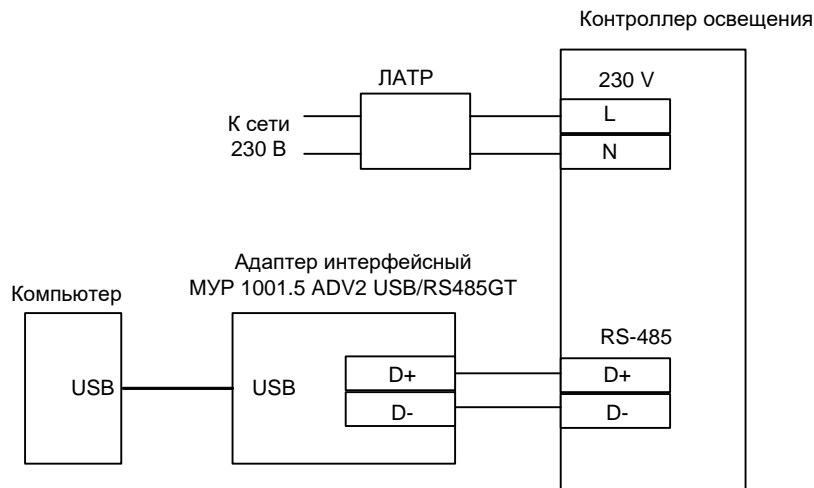 Контроллер освещения
ЛАТР
230 V
К сети
230 В
L
N
Адаптер интерфейсный
МУР 1001.5 ADV2 USB/RS485GT
Компьютер
RS-485
USB
USB
D+
D-
D+
D-